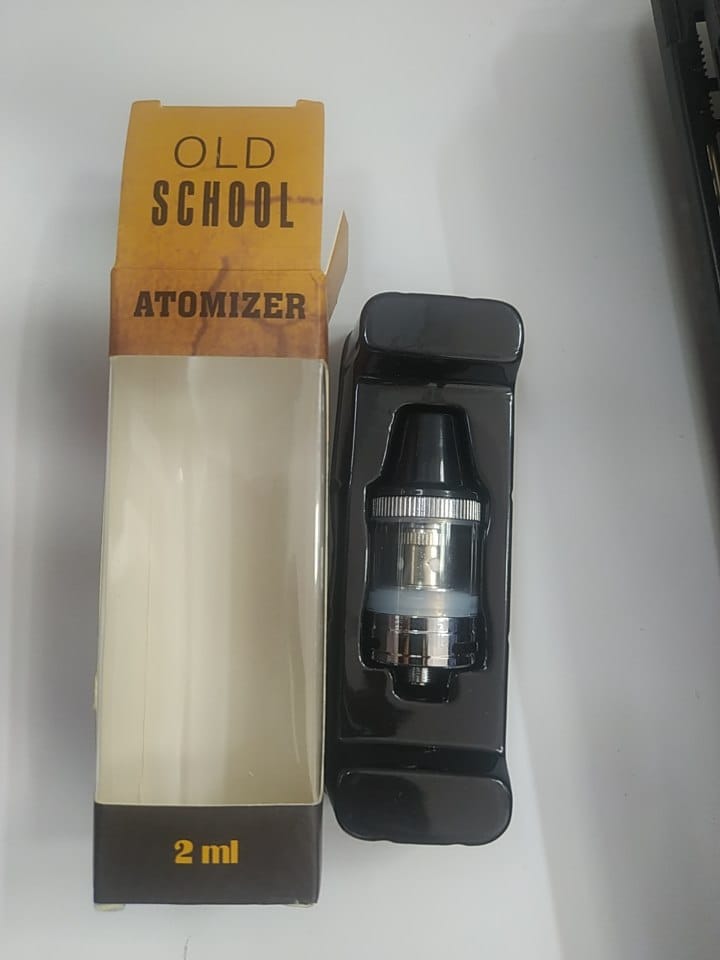 OLD
SCHOOL
ATOMIZER
2 ml